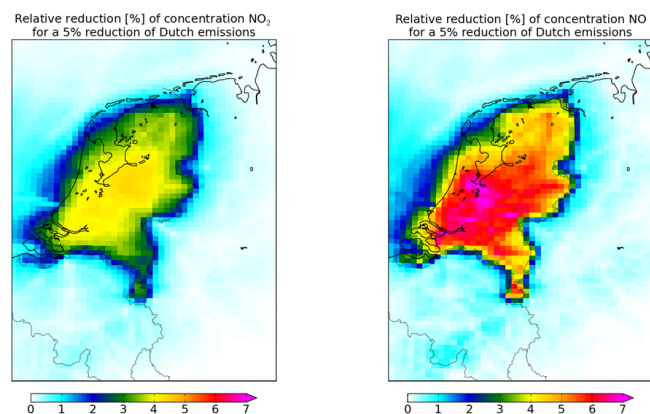 Relative reduction [%] of concentration NO₂
for a 5% reduction of Dutch emissions
0 1 2 3 4 5 6 7
Relative reduction [%] of concentration NO
for a 5% reduction of Dutch emissions
0 1 2 3 4 5 6 7